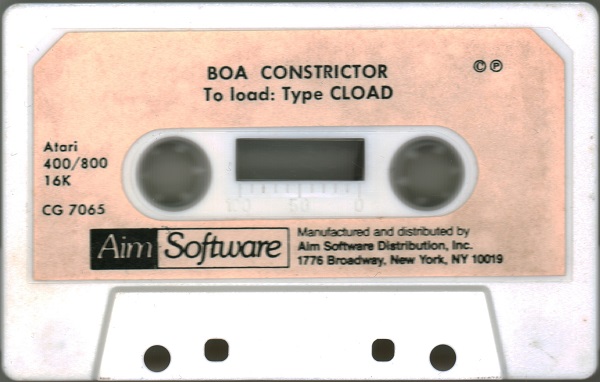 BOA CONSTRICTOR
© ℗
To load: Type CLOAD
Atari
400/800
16K
CG 7065
100 50 0
Aim Software
Manufactured and distributed by
Aim Software Distribution, Inc.
1776 Broadway, New York, NY 10019